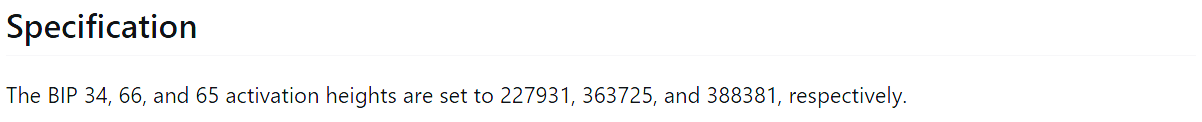 Specification
The BIP 34, 66, and 65 activation heights are set to 227931, 363725, and 388381, respectively.